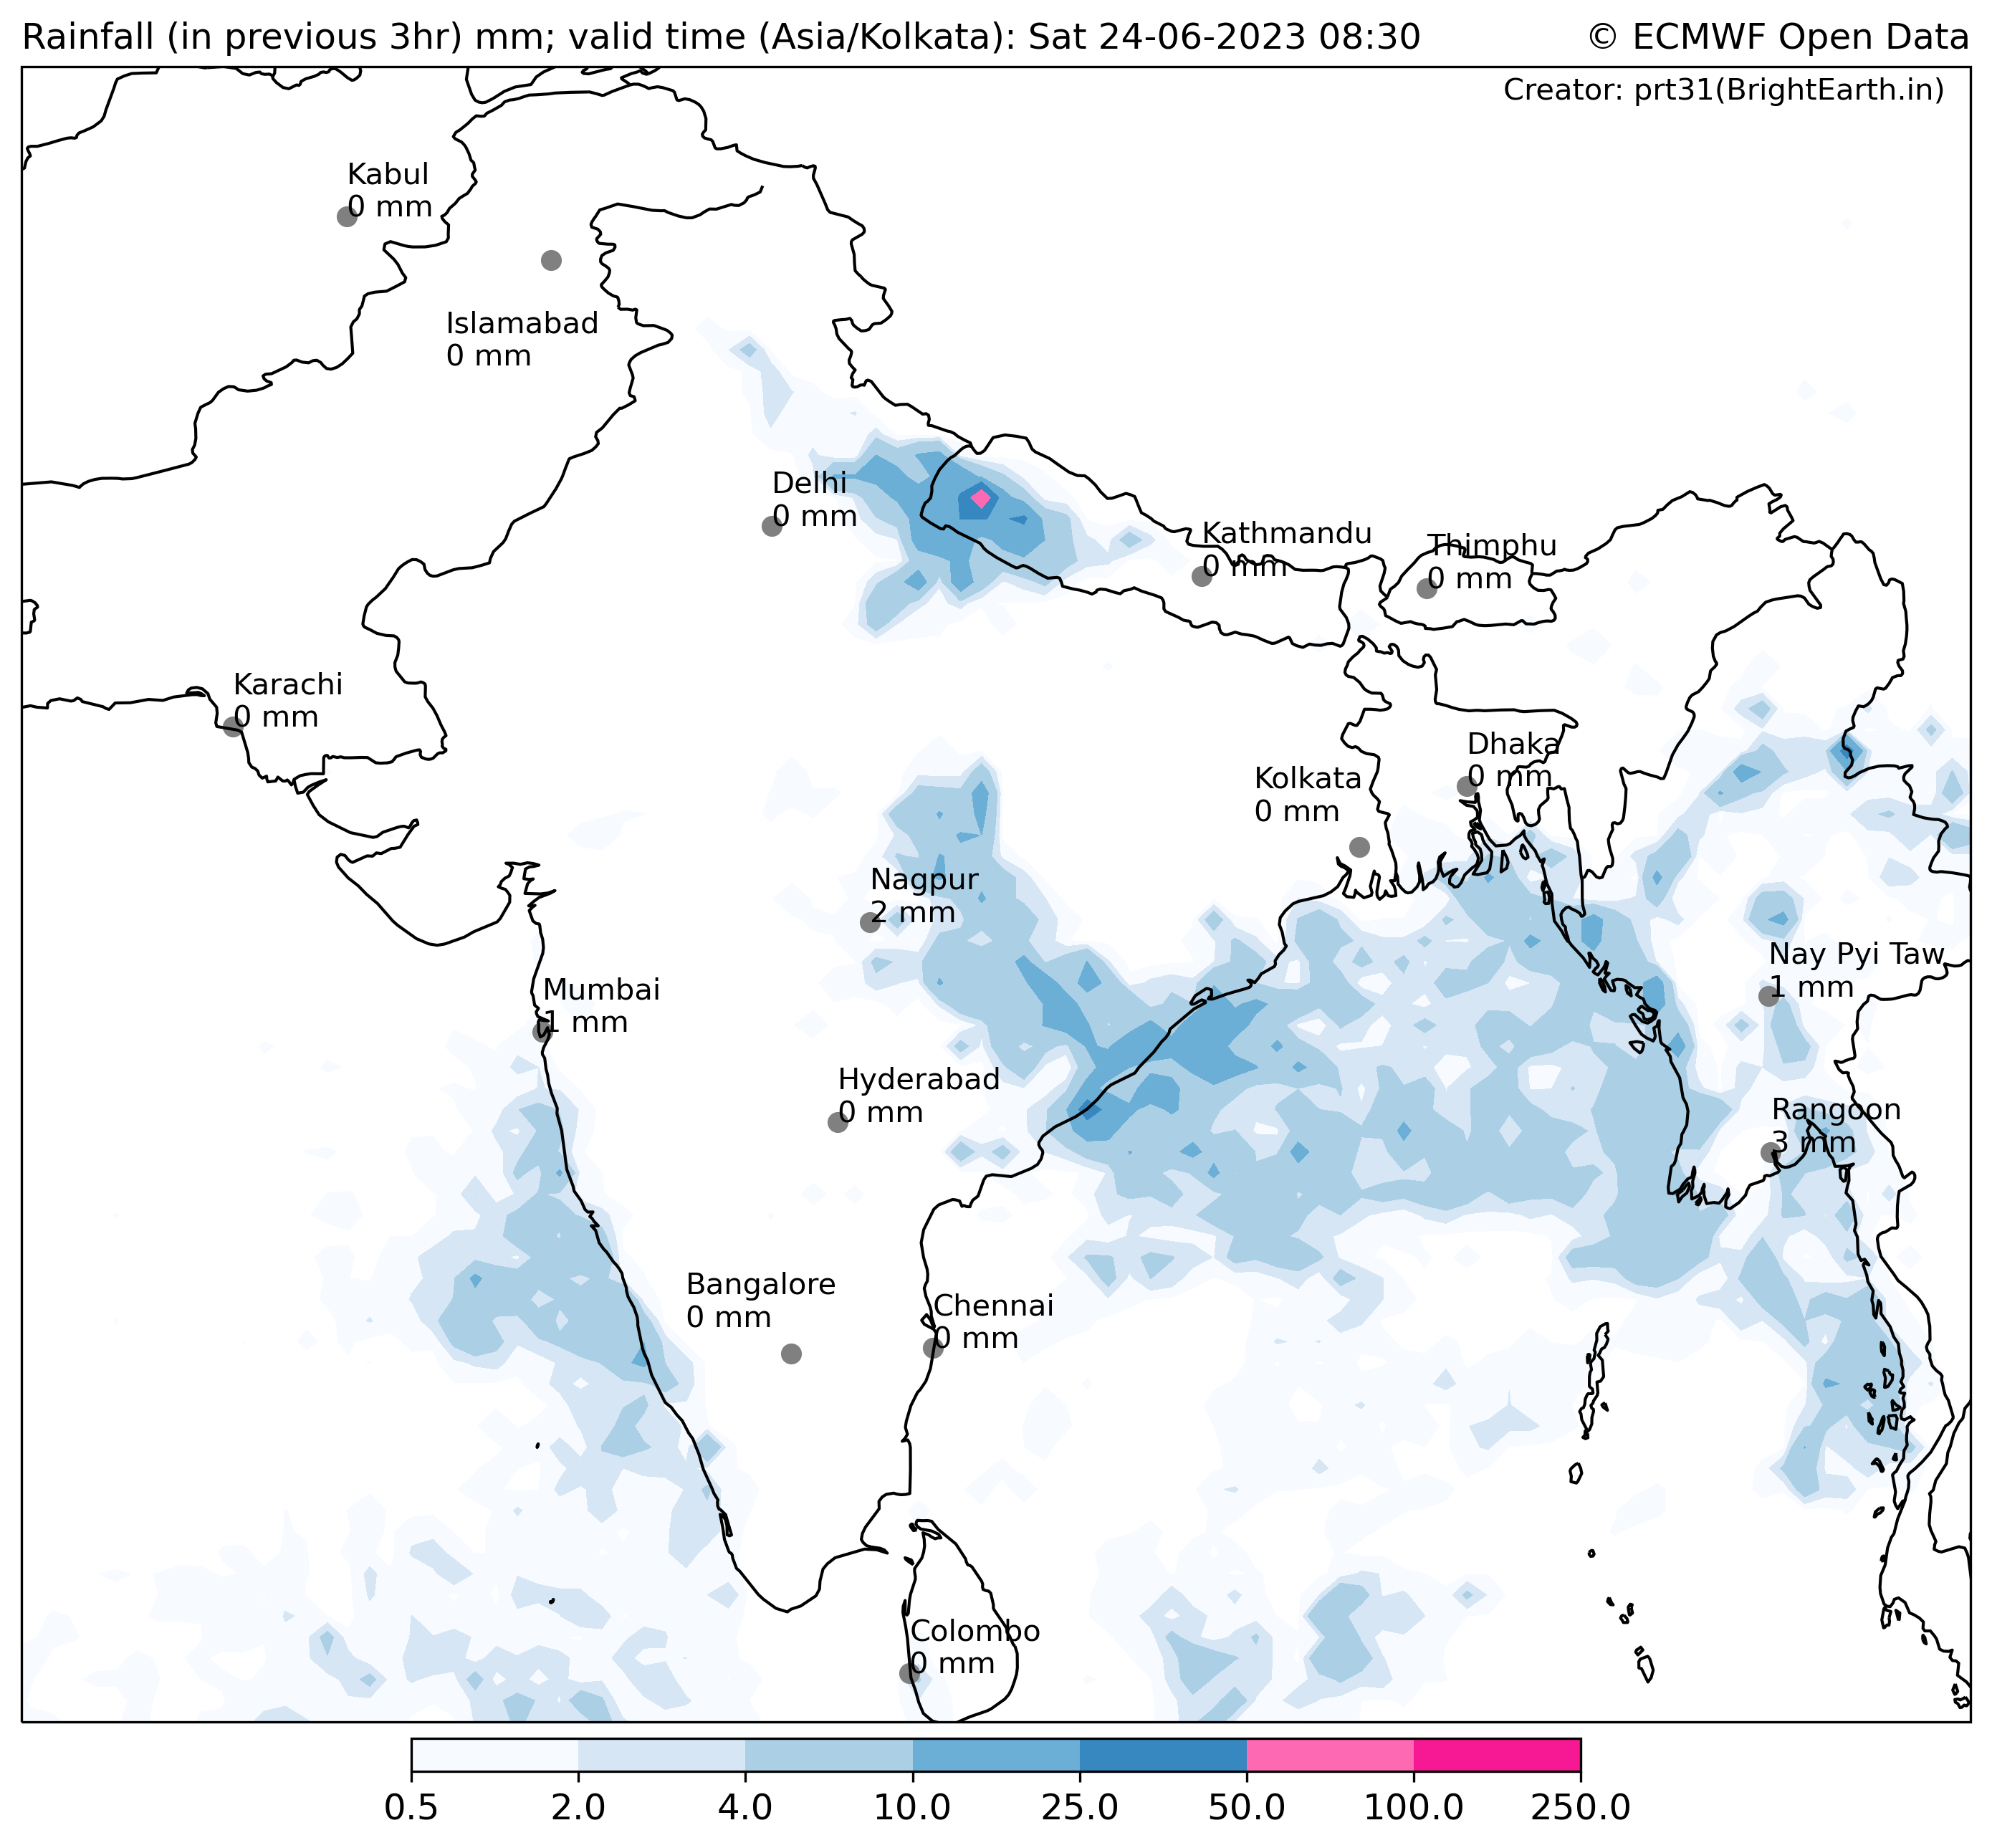 Rainfall (in previous 3hr) mm; valid time (Asia/Kolkata): Sat 24-06-2023 08:30
© ECMWF Open Data
Creator: prt31(BrightEarth.in)
Kabul
0 mm
Islamabad
0 mm
Delhi
0 mm
Kathmandu
0 mm
Thimphu
0 mm
Karachi
0 mm
Dhaka
0 mm
Kolkata
0 mm
Nagpur
2 mm
Nay Pyi Taw
1 mm
Mumbai
1 mm
Hyderabad
0 mm
Rangoon
3 mm
Bangalore
0 mm
Chennai
0 mm
Colombo
0 mm
0.5 2.0 4.0 10.0 25.0 50.0 100.0 250.0